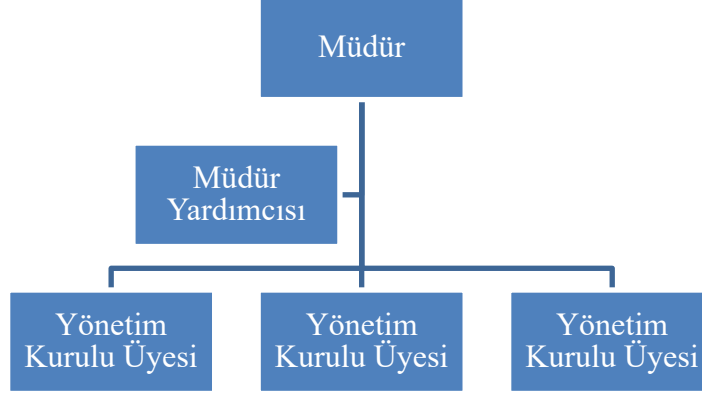 Müdür
Müdür
Yardımcısı
Yönetim
Kurulu Üyesi
Yönetim
Kurulu Üyesi
Yönetim
Kurulu Üyesi